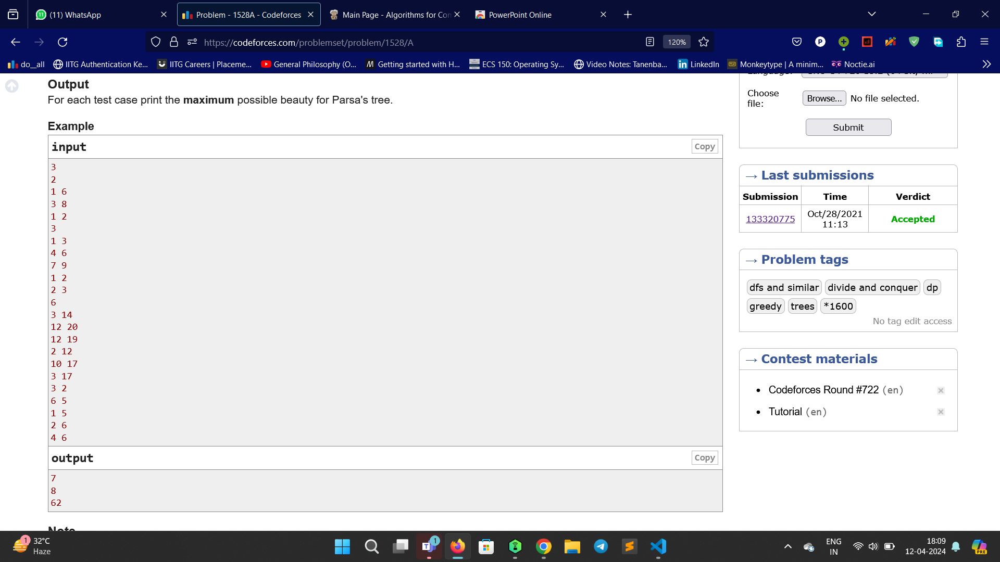 (11) WhatsApp
Problem - 1528A - Codeforces
Main Page - Algorithms for Con
PowerPoint Online
https://codeforces.com/problemset/problem/1528/A
120%
do__all
IITG Authentication Ke...
IITG Careers | Placeme...
General Philosophy (O...
Getting started with H...
ECS 150: Operating Sy...
Video Notes: Tanenba...
LinkedIn
Monkeytype | A minim...
Noctie.ai
Output
For each test case print the maximum possible beauty for Parsa's tree.
Example
input
Copy
3
2
1 6
3 8
1 2
3
1 3
4 6
7 9
1 2
2 3
6
3 14
12 20
12 19
2 12
10 17
3 17
3 2
6 5
1 5
2 6
4 6
output
Copy
7
8
62
Note
Choose
file:
Browse...
No file selected.
Submit
→ Last submissions
Submission Time Verdict
133320775
Oct/28/2021
11:13
Accepted
→ Problem tags
dfs and similar
divide and conquer
dp
greedy
trees
*1600
No tag edit access
→ Contest materials
Codeforces Round #722 (en)
Tutorial (en)
1
32°C
Haze
1
ENG
IN
18:09
12-04-2024
PRE